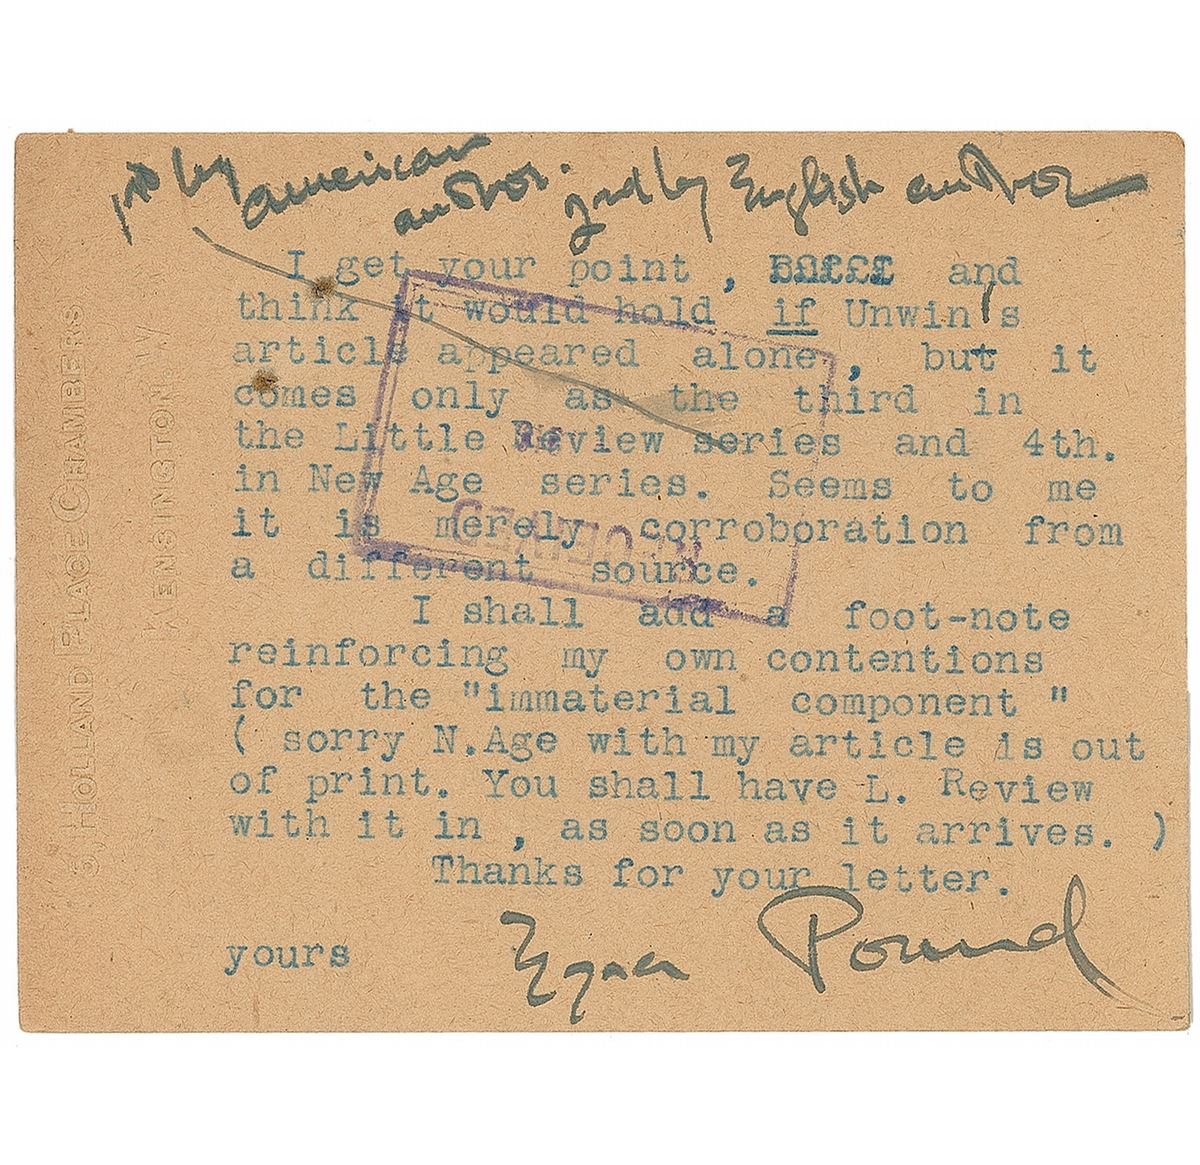 by american
author. 2nd by English author
I get your point , and
think it would hold if Unwin's
article appeared alone , but it
comes only as the third in
the Little Review series and 4th.
in New Age series. Seems to me
it is merely corroboration from
a different source.
I shall add a foot-note
reinforcing my own contentions
for the "immaterial component "
( sorry N.Age with my article is out
of print. You shall have L. Review
with it in , as soon as it arrives. )
Thanks for your letter.
yours Ezra Pound
5, HOLLAND PLACE CHAMBERS
KENSINGTON. W